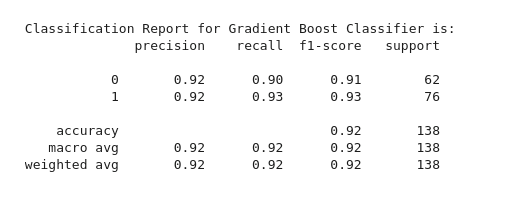 Classification Report for Gradient Boost Classifier is:
              precision    recall  f1-score   support

           0       0.92      0.90      0.91        62
           1       0.92      0.93      0.93        76

    accuracy                           0.92       138
   macro avg       0.92      0.92      0.92       138
weighted avg       0.92      0.92      0.92       138